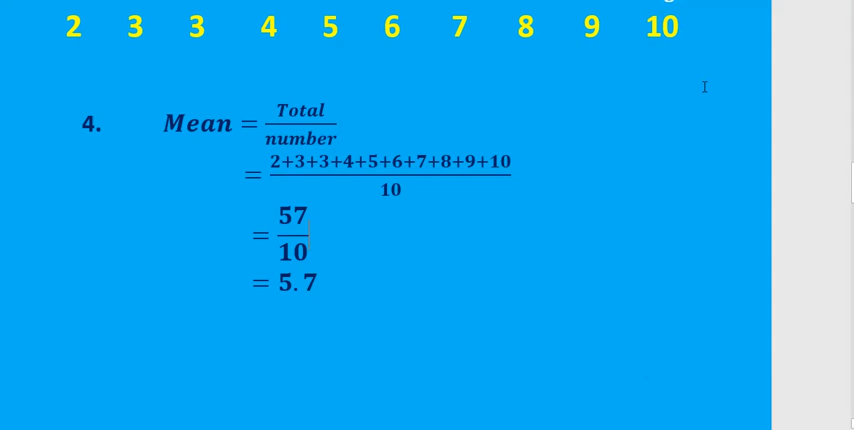 2 3 3 4 5 6 7 8 9 10
4. Mean = Total/number
= 2+3+3+4+5+6+7+8+9+10/10
= 57/10
= 5.7